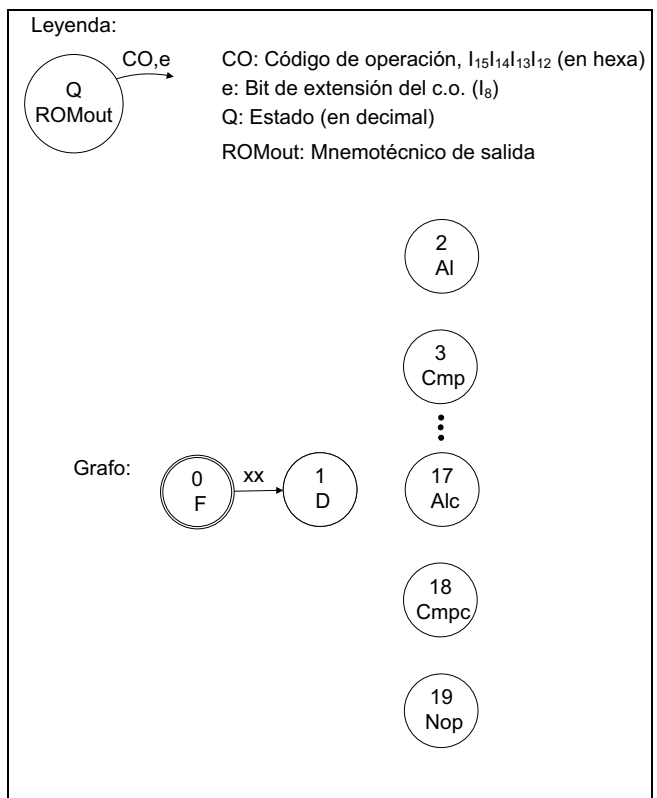 Leyenda:
CO,e
Q
ROMout
CO: Código de operación, I₁₅I₁₄I₁₃I₁₂ (en hexa)
e: Bit de extensión del c.o. (I₈)
Q: Estado (en decimal)
ROMout: Mnemotécnico de salida
2
Al
3
Cmp
Grafo:
0
F
xx
1
D
17
Alc
18
Cmpc
19
Nop